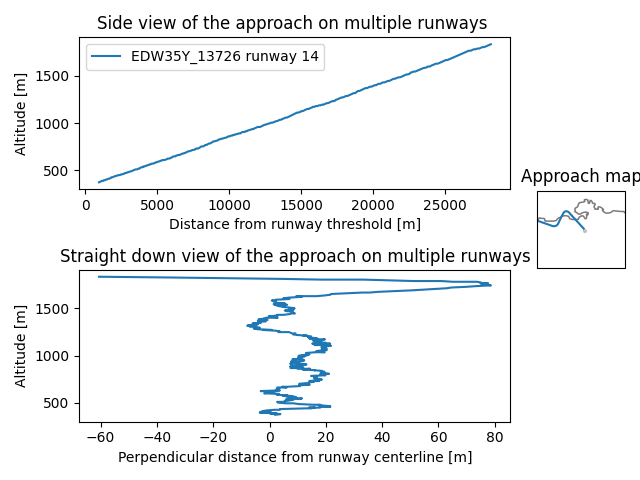 Side view of the approach on multiple runways
EDW35Y_13726 runway 14
Altitude [m]
1500
1000
500
0 5000 10000 15000 20000 25000
Distance from runway threshold [m]
Approach map
Straight down view of the approach on multiple runways
Altitude [m]
1500
1000
500
−60 −40 −20 0 20 40 60 80
Perpendicular distance from runway centerline [m]